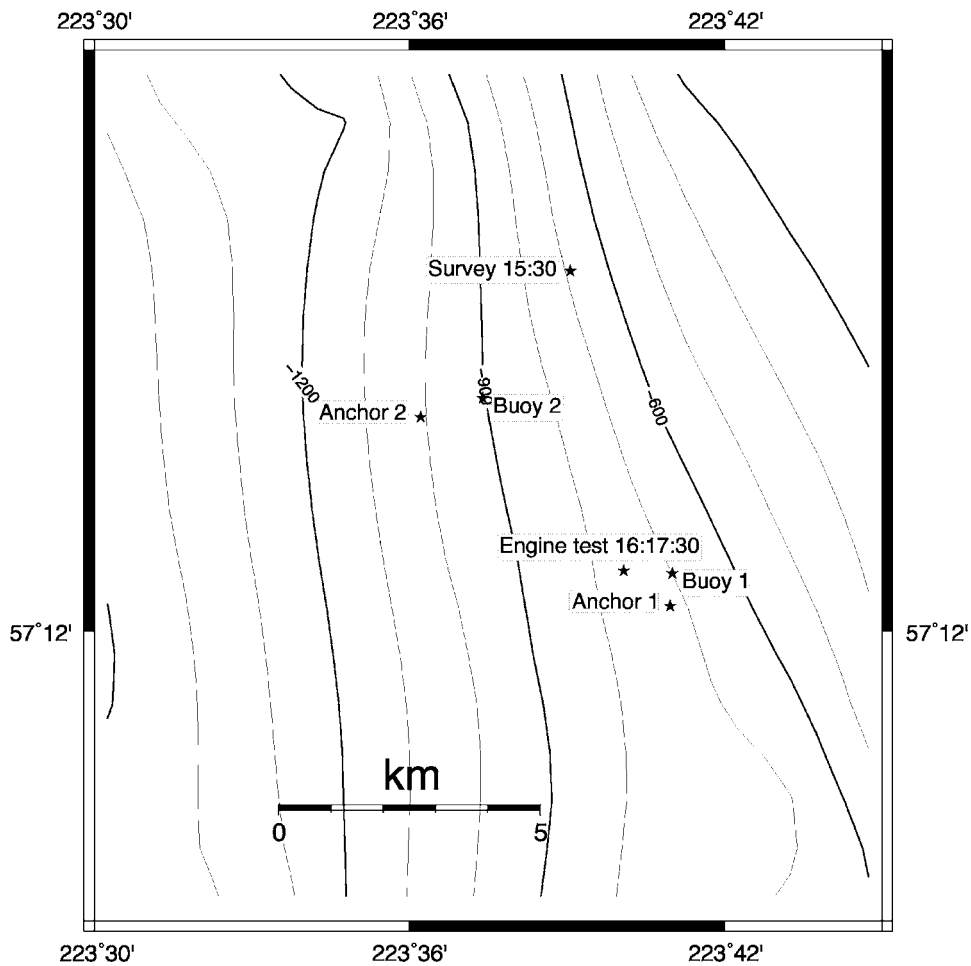 223°30' 223°36' 223°42'
Survey 15:30
-1200
-900
-600
Anchor 2
Buoy 2
Engine test 16:17:30
Buoy 1
Anchor 1
57°12' 57°12'
km
0 5
223°30' 223°36' 223°42'